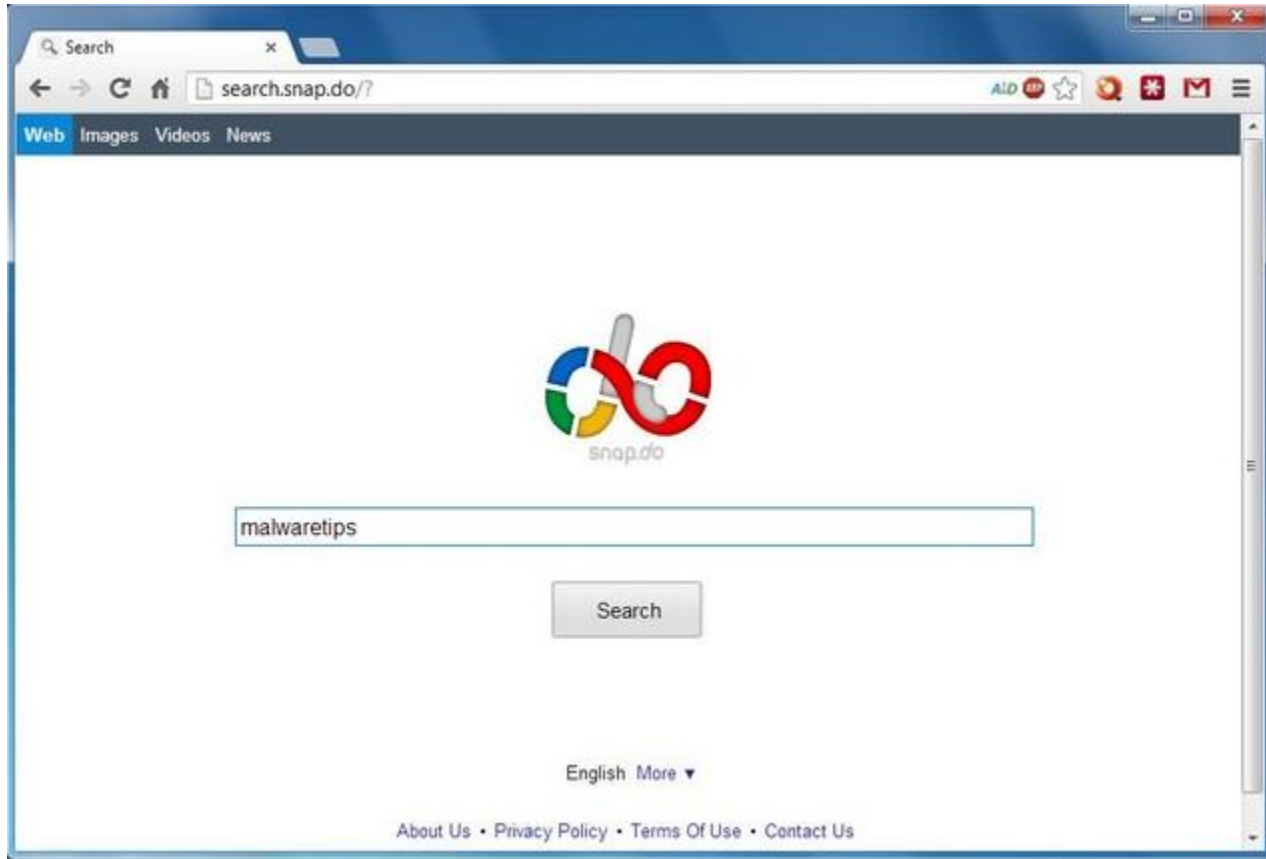 Search
search.snap.do/?
Web Images Videos News
snap.do
malwaretips
Search
English More ▼
About Us • Privacy Policy • Terms Of Use • Contact Us